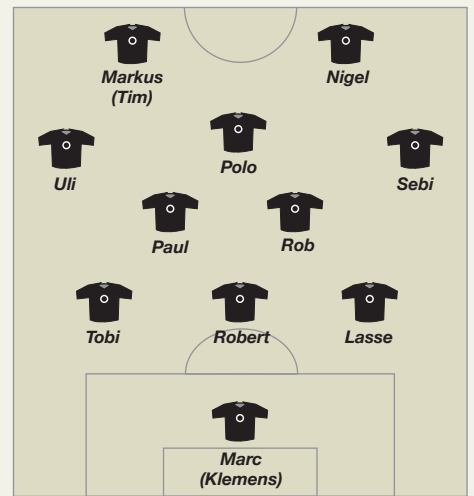 Markus
(Tim)
Nigel
Polo
Uli
Sebi
Paul
Rob
Tobi
Robert
Lasse
Marc
(Klemens)